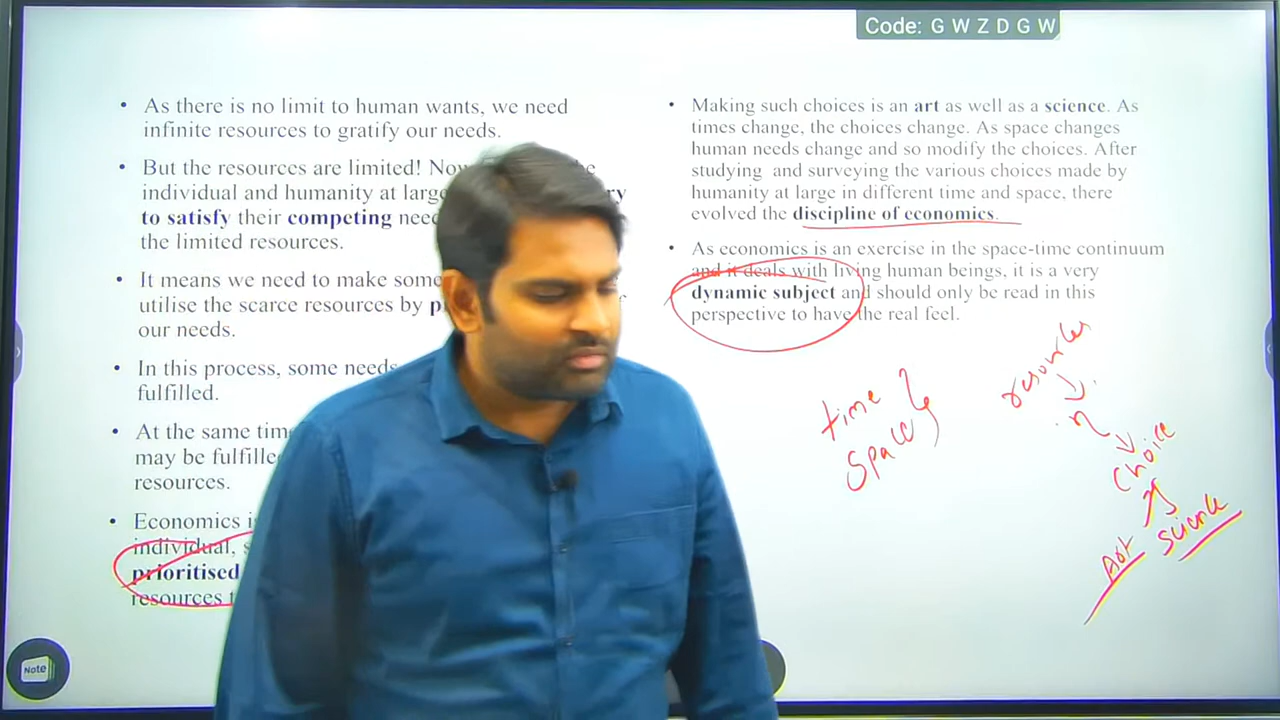 Code: G W Z D G W
• As there is no limit to human wants, we need
infinite resources to gratify our needs.
• But the resources are limited! Now
individual and humanity at large
to satisfy their competing
the limited resources.
• It means we need to make some
utilise the scarce resources by
our needs.
• In this process, some needs
fulfilled.
• At the same
may be
resources.
• Economics
individual,
prioritised
resources
• Making such choices is an art as well as a science. As
times change, the choices change. As space changes
human needs change and so modify the choices. After
studying and surveying the various choices made by
humanity at large in different time and space, there
evolved the discipline of economics.
• As economics is an exercise in the space-time continuum
and it deals with living human beings, it is a very
dynamic subject and should only be read in this
perspective to have the real feel.
time
Space
resources
Choice
Art
Science
Note